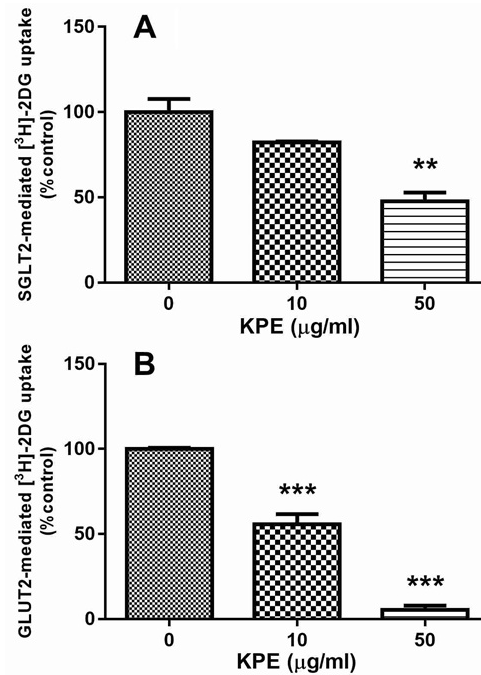 A
SGLT2-mediated [³H]-2DG uptake
(%control)
150
100
50
0
**
0 10 50
KPE (μg/ml)
B
GLUT2-mediated [³H]-2DG uptake
(%control)
150
100
50
0
***
***
0 10 50
KPE (μg/ml)